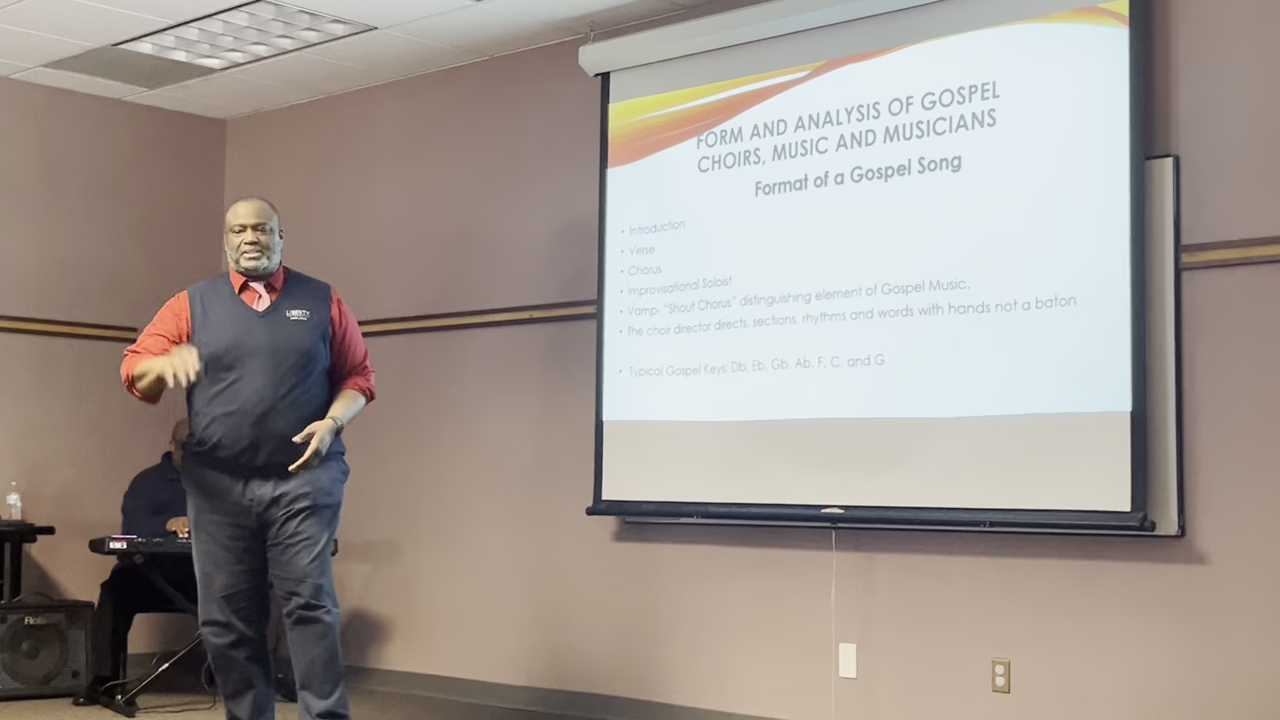 FORM AND ANALYSIS OF GOSPEL
CHOIRS, MUSIC AND MUSICIANS
Format of a Gospel Song
• Introduction
• Verse
• Chorus
• Improvisational Soloist
• Vamp- "Shout Chorus" distinguishing element of Gospel Music.
• The choir director directs, sections, rhythms and words with hands not a baton
• Typical Gospel Keys: Db, Eb, Gb, Ab, F, C, and G
LIBERTY
Roland